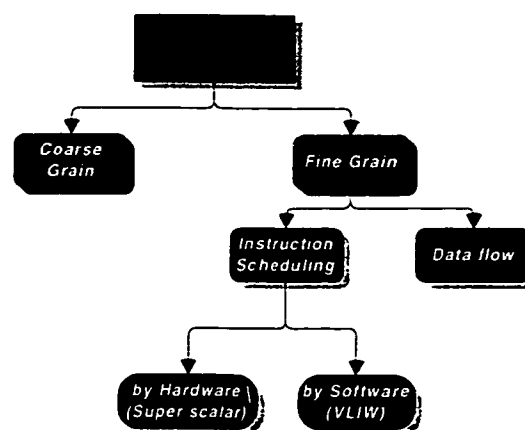 Coarse
Grain
Fine Grain
Instruction
Scheduling
Data flow
by Hardware
(Super scalar)
by Software
(VLIW)